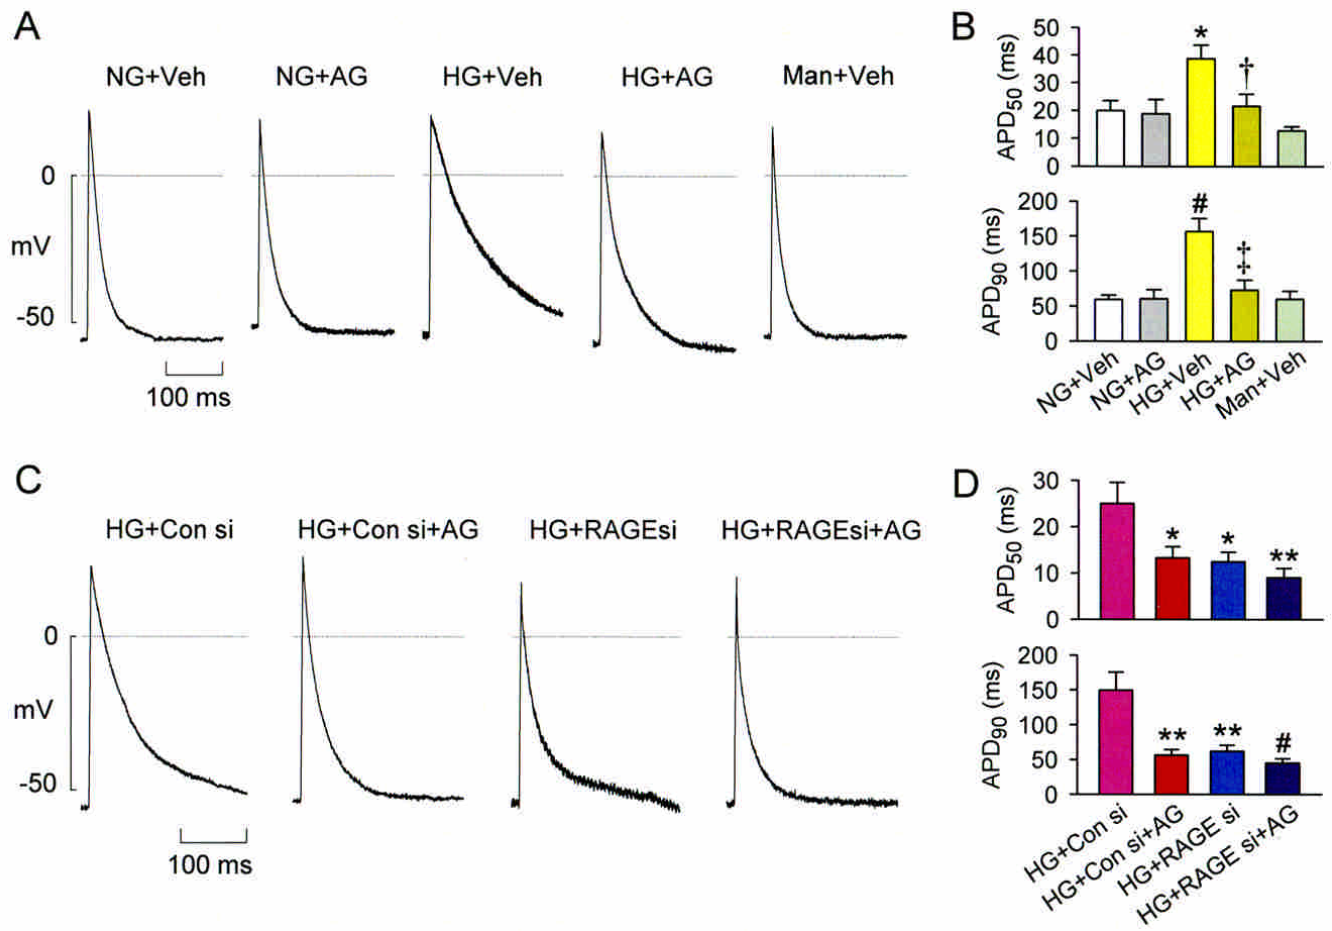 A
NG+Veh
NG+AG
HG+Veh
HG+AG
Man+Veh
0
mV
-50
100 ms
B
APD50 (ms)
50
40
30
20
10
0
*
†
APD90 (ms)
200
150
100
50
0
#
‡
NG+Veh
NG+AG
HG+Veh
HG+AG
Man+Veh
C
HG+Con si
HG+Con si+AG
HG+RAGEsi
HG+RAGEsi+AG
0
mV
-50
100 ms
D
APD50 (ms)
30
20
10
0
*
*
**
APD90 (ms)
200
150
100
50
0
**
**
#
HG+Con si
HG+Con si+AG
HG+RAGE si
HG+RAGE si+AG